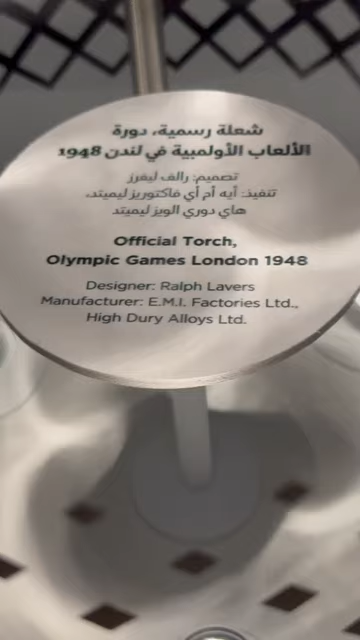 شعلة رسمية، دورة
الألعاب الأولمبية في لندن 1948
تصميم: رالف ليفرز
تنفيذ: أيه أم أي فاكتوريز ليميتد،
هاي دوري الويز ليميتد
Official Torch,
Olympic Games London 1948
Designer: Ralph Lavers
Manufacturer: E.M.I. Factories Ltd.,
High Dury Alloys Ltd.